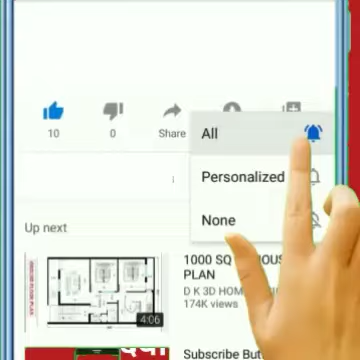 10
0
Share
All
Personalized
None
Up next
1000 SQ
PLAN
D K 3D HOM
174K views
4:06
Subscribe But